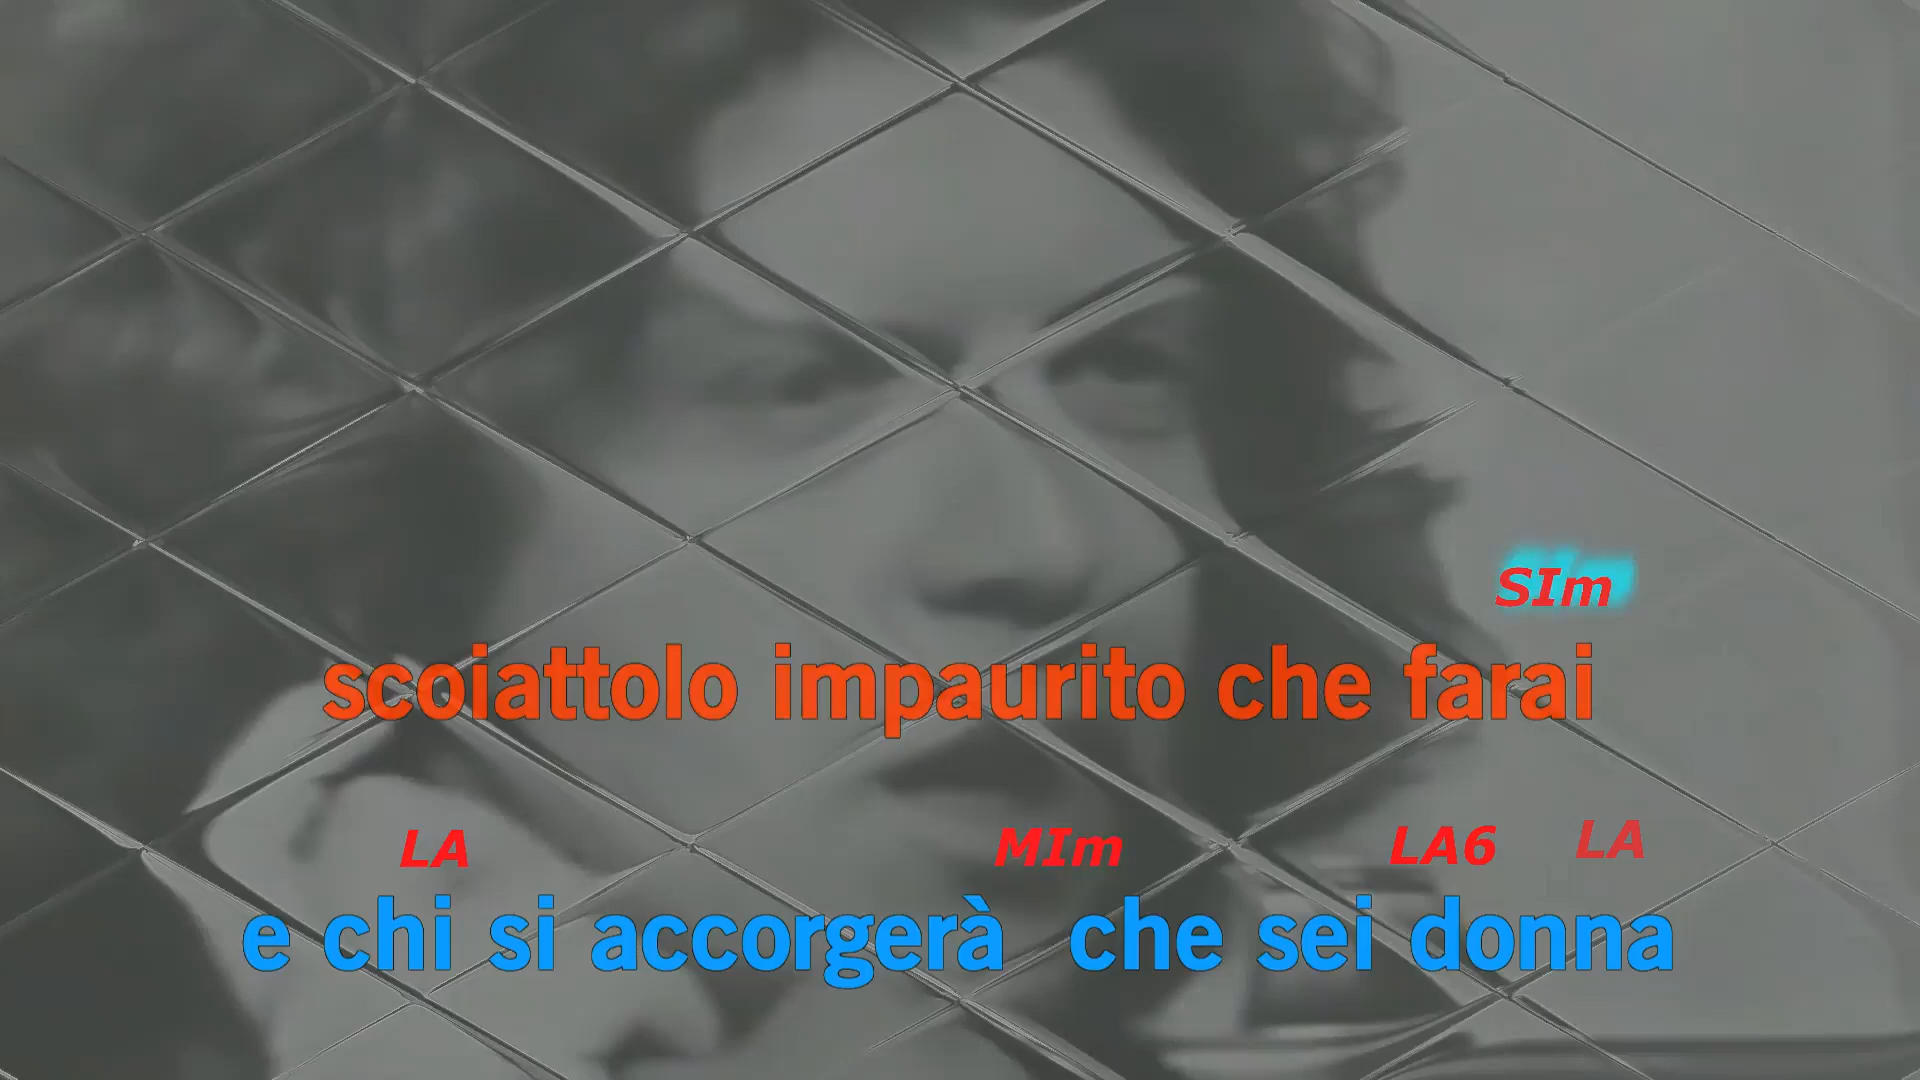 SIm
scoiattolo impaurito che farai
LA MIm LA6 LA
e chi si accorgerà che sei donna